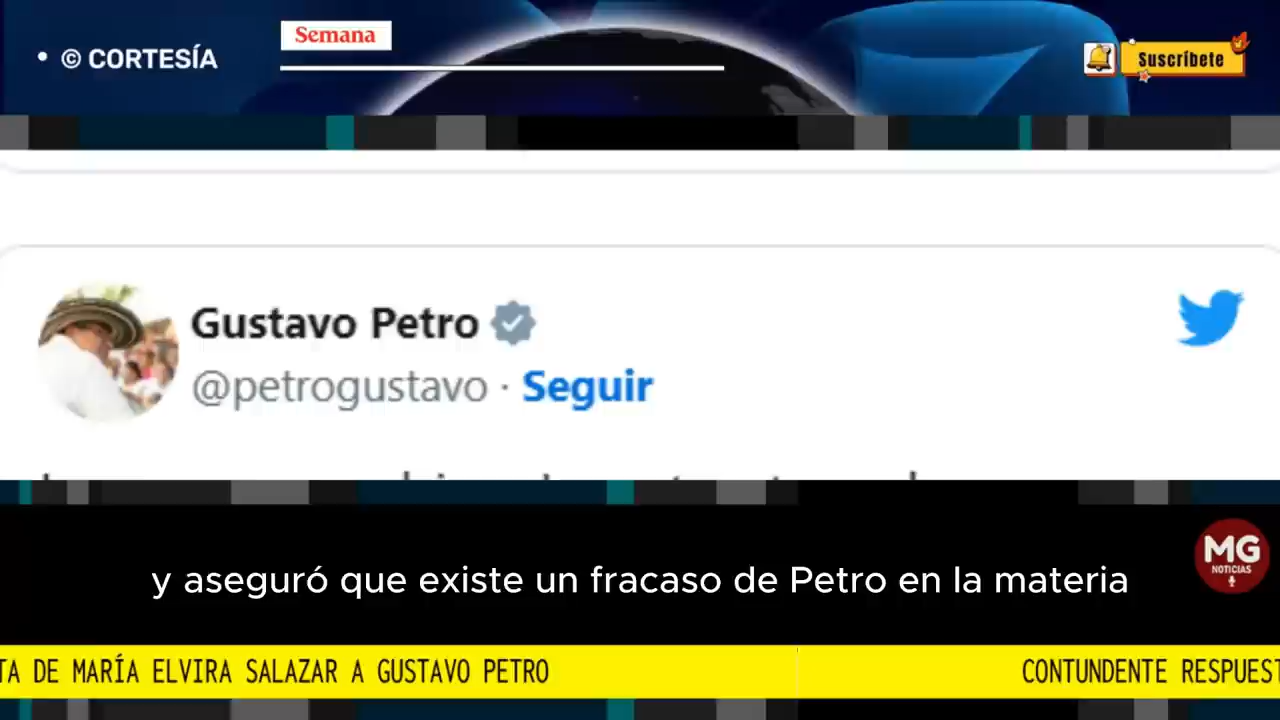 • © CORTESÍA
Semana
Suscríbete
Gustavo Petro
@petrogustavo · Seguir
y aseguró que existe un fracaso de Petro en la materia
MG
NOTICIAS
TA DE MARÍA ELVIRA SALAZAR A GUSTAVO PETRO
CONTUNDENTE RESPUEST